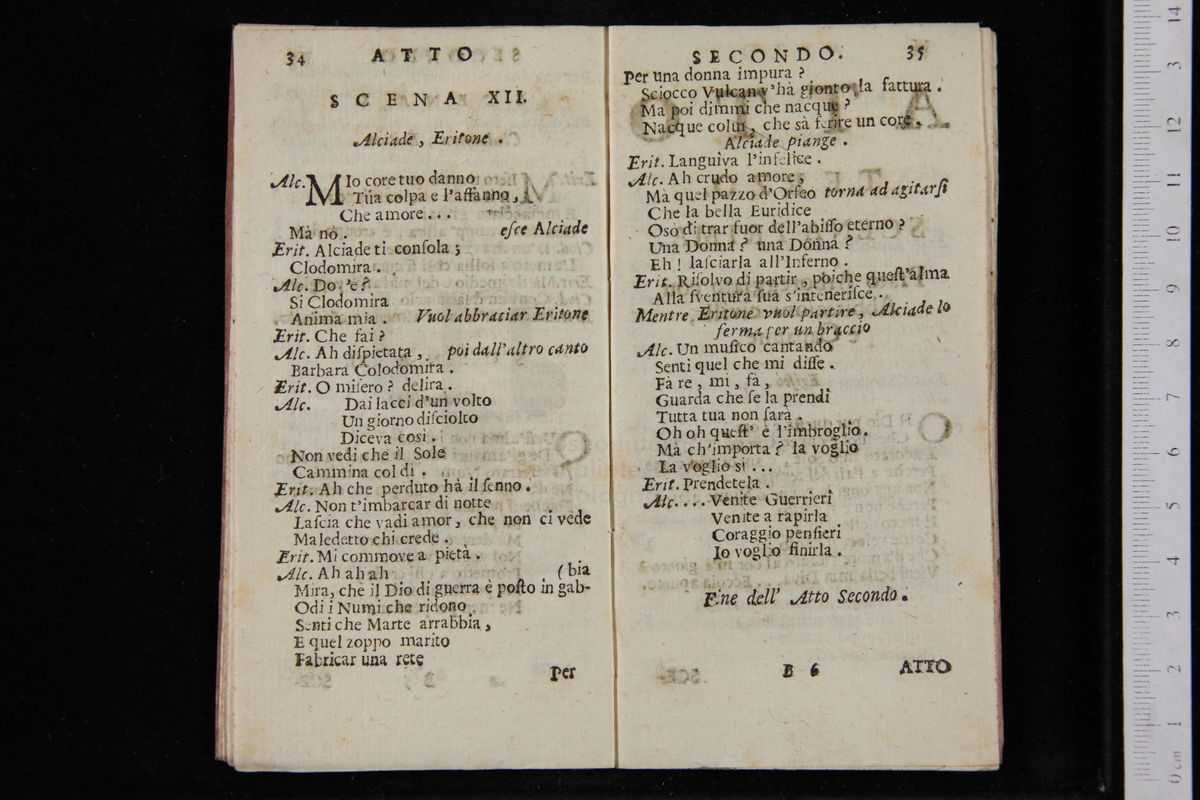 34 ATTO
SCENA XII.
Alciade, Eritone.
Alc. MIo core tuo danno
Tua colpa e l'affanno,
Che amore...
Mà nò. esce Alciade
Erit. Alciade ti consola;
Clodomira.
Alc. Dov'e?
Si Clodomira
Anima mia. Vuol abbraciar Eritone
Erit. Che fai?
Alc. Ah dispietata, poi dall'altro canto
Barbara Colodomira.
Erit. O misero? delira.
Alc. Dai lacci d'un volto
Un giorno disciolto
Diceva così.
Non vedi che il Sole
Cammina col dì.
Erit. Ah che perduto hà il senno.
Alc. Non t'imbarcar di notte
Lascia che vadi amor, che non ci vede
Maledetto chi crede.
Erit. Mi commove a pietà.
Alc. Ah ah ah (bia
Mira, che il Dio di guerra è posto in gab-
Odi i Numi che ridono
Senti che Marte arrabbia,
E quel zoppo marito
Fabricar una rete
Per
SECONDO. 35
Per una donna impura?
Sciocco Vulcan v'hà gionto la fattura.
Ma poi dimmi che nacque?
Nacque colui, che sà ferire un core.
Alciade piange.
Erit. Languiva l'infelice.
Alc. Ah crudo amore,
Mà quel pazzo d'Orfeo torna ad agitarsi
Che la bella Euridice
Osò di trar fuor dell'abisso eterno?
Una Donna? una Donna?
Eh! lasciarla all'Inferno.
Erit. Risolvo di partir, poiche quest'alma
Alla sventura sua s'intenerisce.
Mentre Eritone vuol partire, Alciade lo
ferma per un braccio
Alc. Un musico cantando
Senti quel che mi disse.
Fà re, mi, fà,
Guarda che se la prendi
Tutta tua non sarà.
Oh oh quest' è l'imbroglio.
Mà ch'importa? la voglio
La voglio sì...
Erit. Prendetela.
Alc.... Venite Guerrieri
Venite a rapirla
Coraggio pensieri
Io voglio finirla.
Fine dell' Atto Secondo.
B 6 ATTO